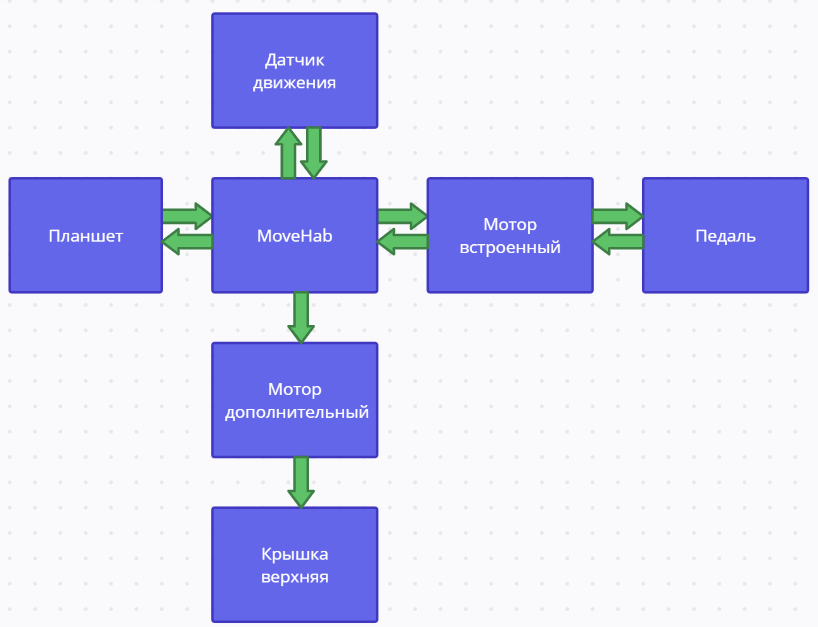 Датчик
движения
Планшет
MoveHab
Мотор
встроенный
Педаль
Мотор
дополнительный
Крышка
верхняя